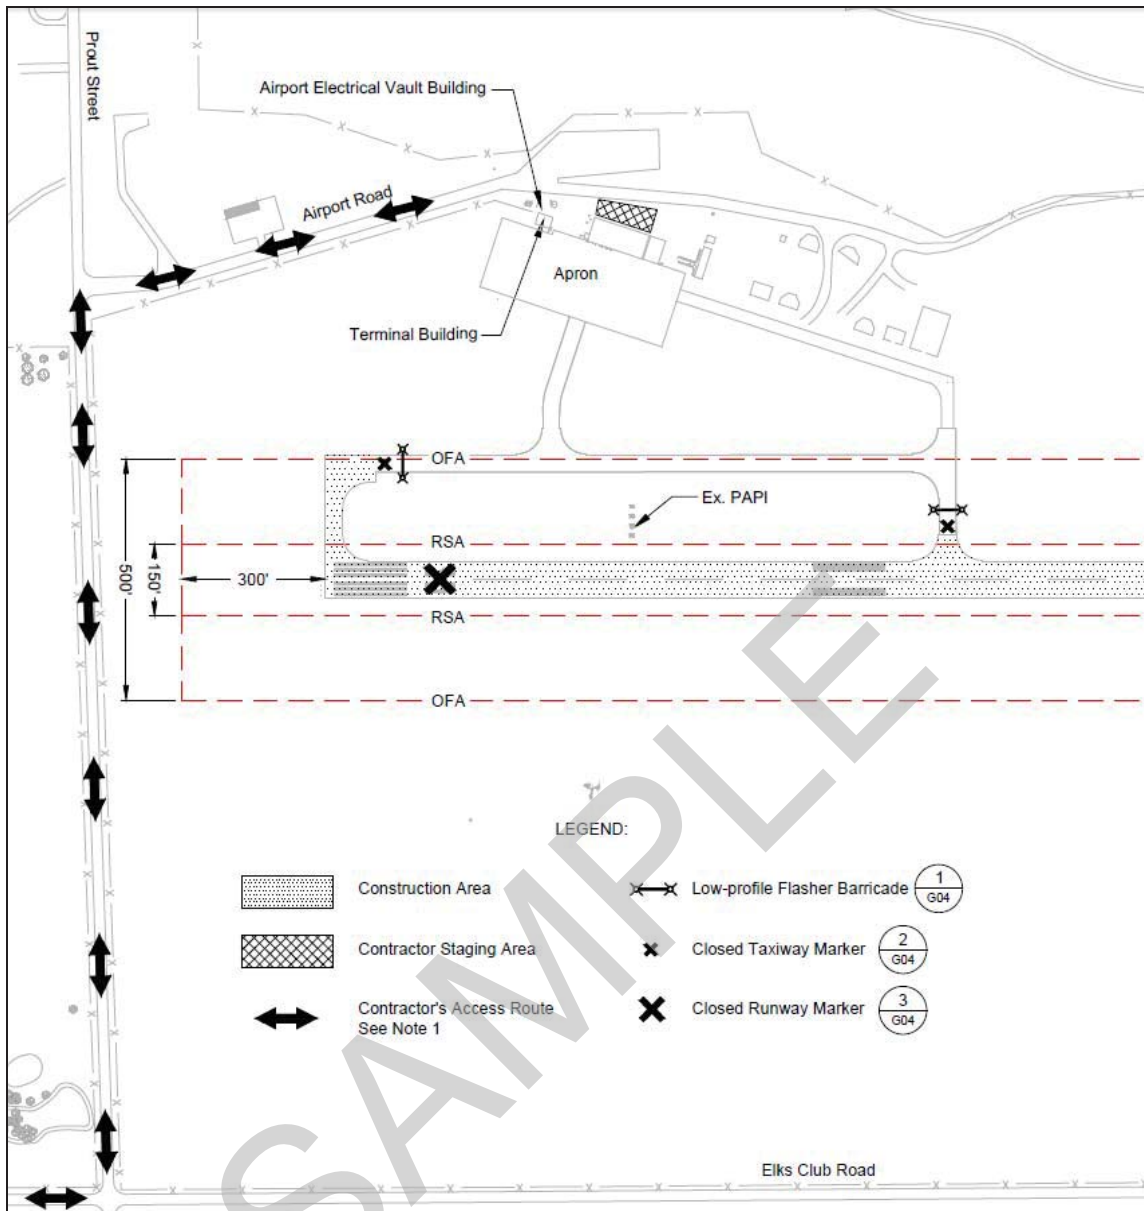 Prout Street
Airport Electrical Vault Building
Airport Road
Apron
Terminal Building
OFA
Ex. PAPI
RSA
500'
150'
300'
RSA
OFA
SAMPLE
LEGEND:
Construction Area
Low-profile Flasher Barricade
1
G04
Contractor Staging Area
Closed Taxiway Marker
2
G04
Contractor's Access Route
See Note 1
Closed Runway Marker
3
G04
Elks Club Road